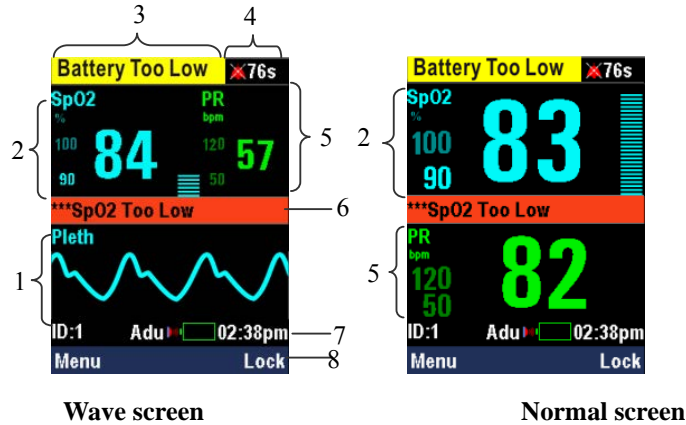 3
4
Battery Too Low 76s
Battery Too Low 76s
SpO2 PR
% bpm
100 84 120 57
90 50
2
5
SpO2
%
100 83
90
2
***SpO2 Too Low
6
***SpO2 Too Low
Pleth
1
PR
bpm
120 82
50
5
ID:1 Adu 02:38pm
7
ID:1 Adu 02:38pm
Menu Lock
8
Menu Lock
Wave screen
Normal screen